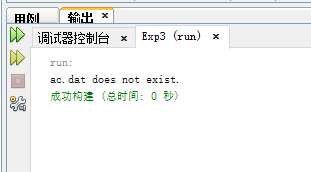 用例 输出
调试器控制台 × Exp3 (run) ×
run:
ac.dat does not exist.
成功构建 (总时间: 0 秒)